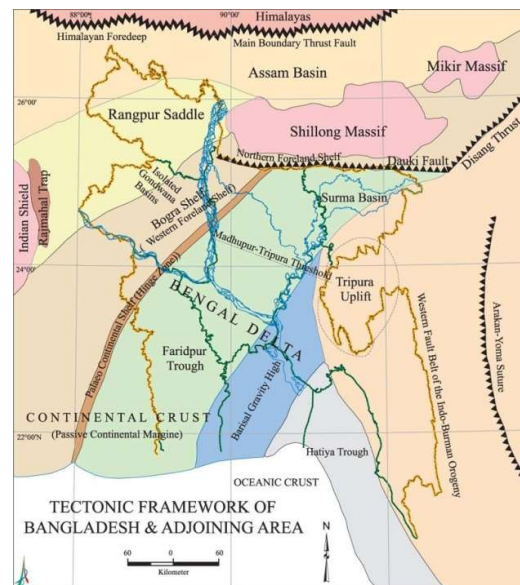 88°00'
90°00'
Himalayas
Himalayan Foredeep
Main Boundary Thrust Fault
Assam Basin
Mikir Massif
26°00'
Rangpur Saddle
Shillong Massif
Disang Thrust
Northern Foreland Shelf
Dauki Fault
Isolated
Gondwana
Basins
Bogra Shelf
(Western Foreland Shelf)
Surma Basin
Indian Shield
Rajmahal Trap
Madhupur-Tripura Threshold
24°00'
Tripura
Uplift
Palaeo Continental Shelf (Hinge Zone)
BENGAL DELTA
Arakan-Yoma Suture
Western Fault Belt of the Indo-Burman Orogeny
Faridpur
Trough
Barisal Gravity High
CONTINENTAL CRUST
(Passive Continental Margine)
22°00'N
Hatiya Trough
OCEANIC CRUST
TECTONIC FRAMEWORK OF
BANGLADESH & ADJOINING AREA
N
60 0 60
Kilometer